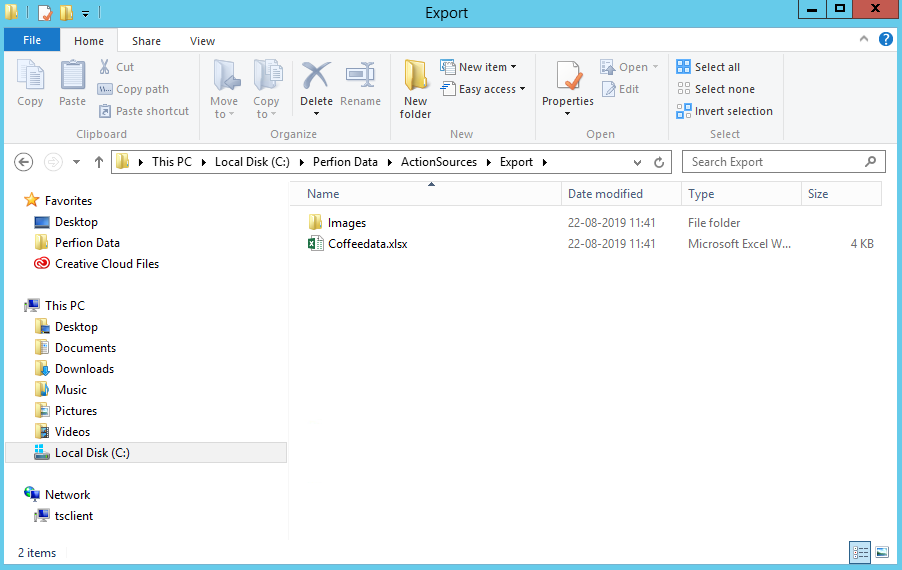 Export
File Home Share View
Copy
Paste
Cut
Copy path
Paste shortcut
Clipboard
Move to
Copy to
Delete
Rename
Organize
New folder
New item
Easy access
New
Properties
Open
Edit
Open
Select all
Select none
Invert selection
Select
This PC Local Disk (C:) Perfion Data ActionSources Export
Search Export
Favorites
Desktop
Perfion Data
Creative Cloud Files
This PC
Desktop
Documents
Downloads
Music
Pictures
Videos
Local Disk (C:)
Network
tsclient
Name Date modified Type Size
Images 22-08-2019 11:41 File folder
Coffeedata.xlsx 22-08-2019 11:41 Microsoft Excel W... 4 KB
2 items